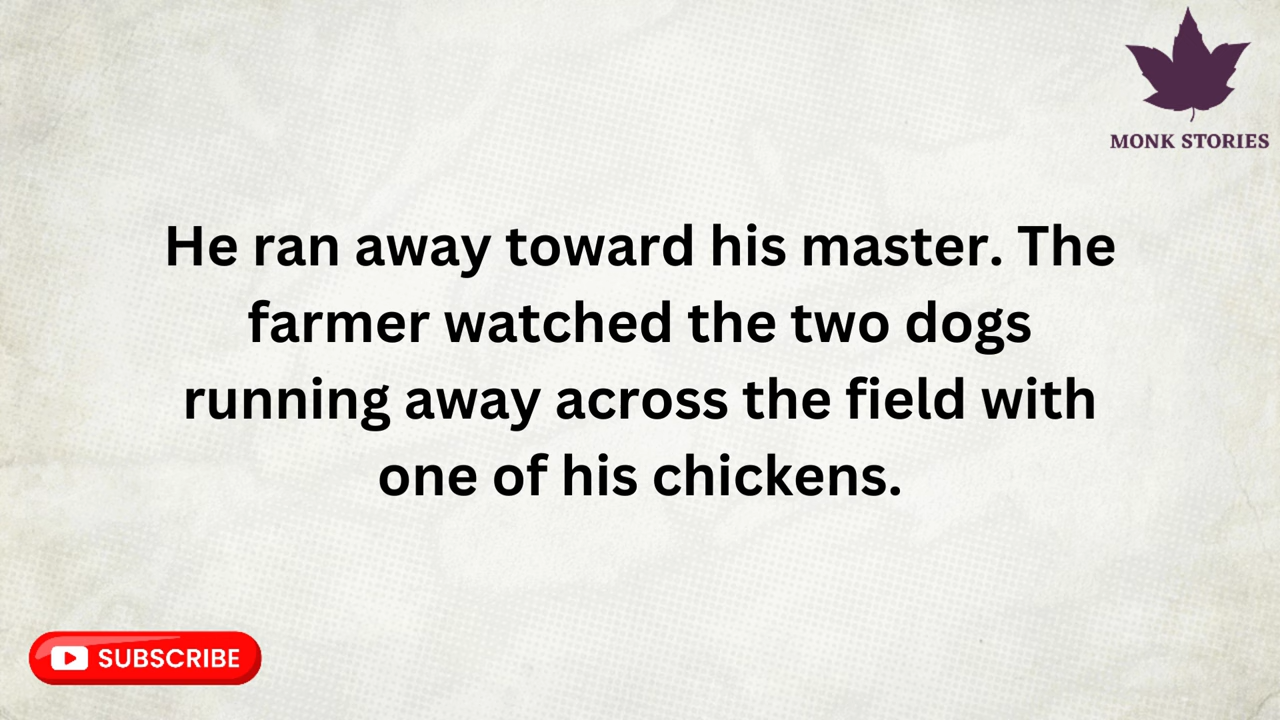 MONK STORIES
He ran away toward his master. The
farmer watched the two dogs
running away across the field with
one of his chickens.
SUBSCRIBE